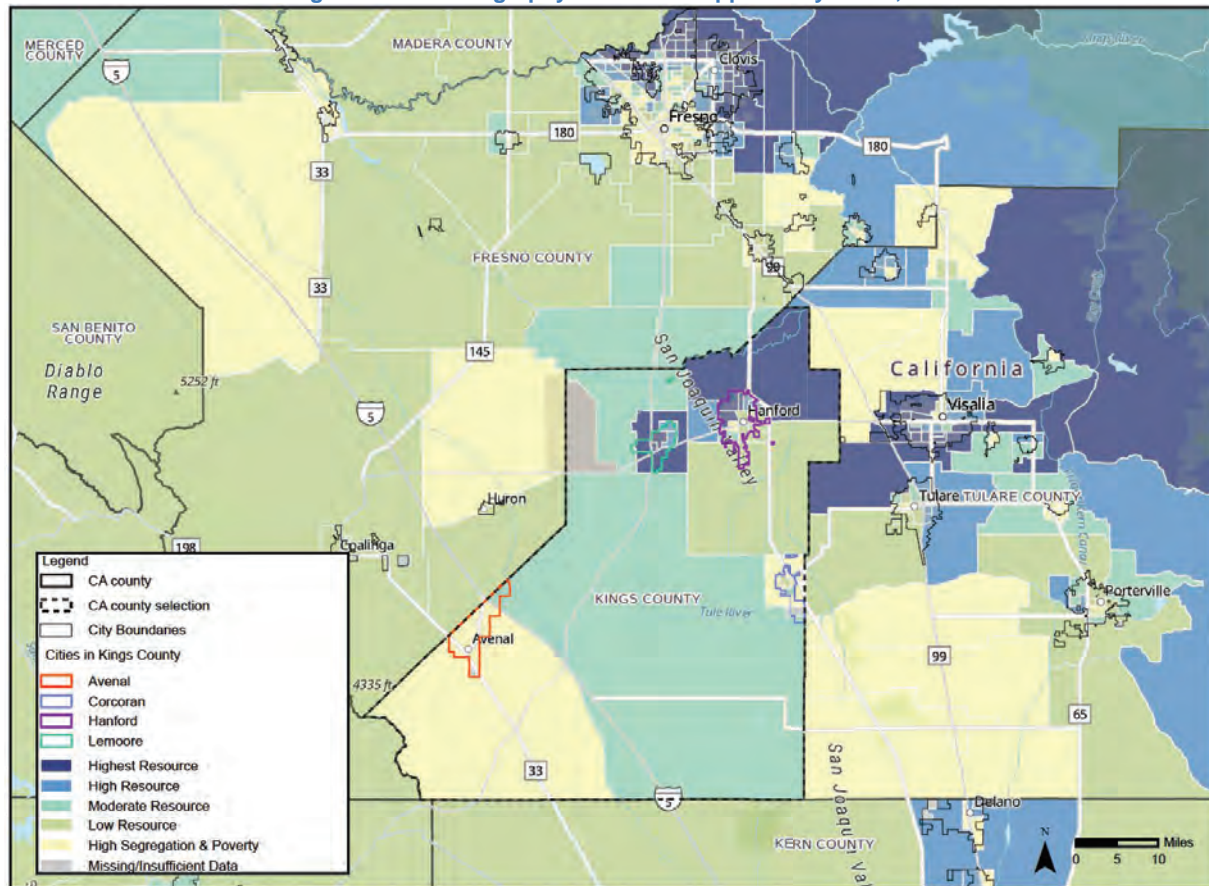 MERCED
COUNTY
MADERA COUNTY
Kings River
5
Clovis
Fresno
180
180
33
FRESNO COUNTY
99
33
SAN BENITO
COUNTY
145
Diablo
Range
5252 ft
5
San Joaquin Valley
California
Hanford
Visalia
Huron
Tulare
TULARE COUNTY
Coalinga
198
KINGS COUNTY
Tule River
Porterville
Avenal
99
4335 ft
65
33
5
San Joaquin Val
Delano
KERN COUNTY
Legend
CA county
CA county selection
City Boundaries
Cities in Kings County
Avenal
Corcoran
Hanford
Lemoore
Highest Resource
High Resource
Moderate Resource
Low Resource
High Segregation & Poverty
Missing/Insufficient Data
N
Miles
0 5 10